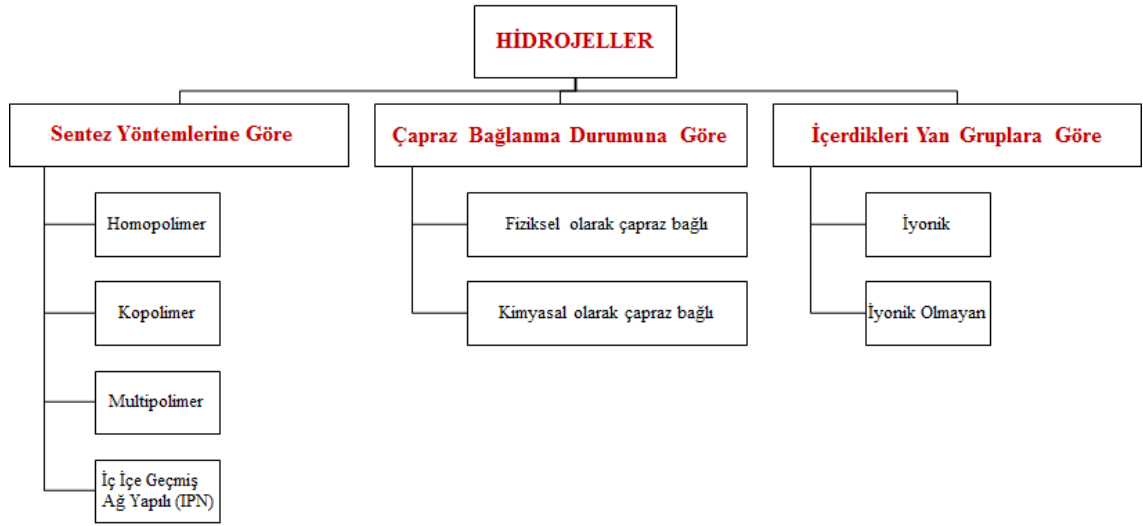 HİDROJELLER
Sentez Yöntemlerine Göre
Homopolimer
Kopolimer
Multipolimer
İç İçe Geçmiş
Ağ Yapılı (IPN)
Çapraz Bağlanma Durumuna Göre
Fiziksel olarak çapraz bağlı
Kimyasal olarak çapraz bağlı
İçerdikleri Yan Gruplara Göre
İyonik
İyonik Olmayan